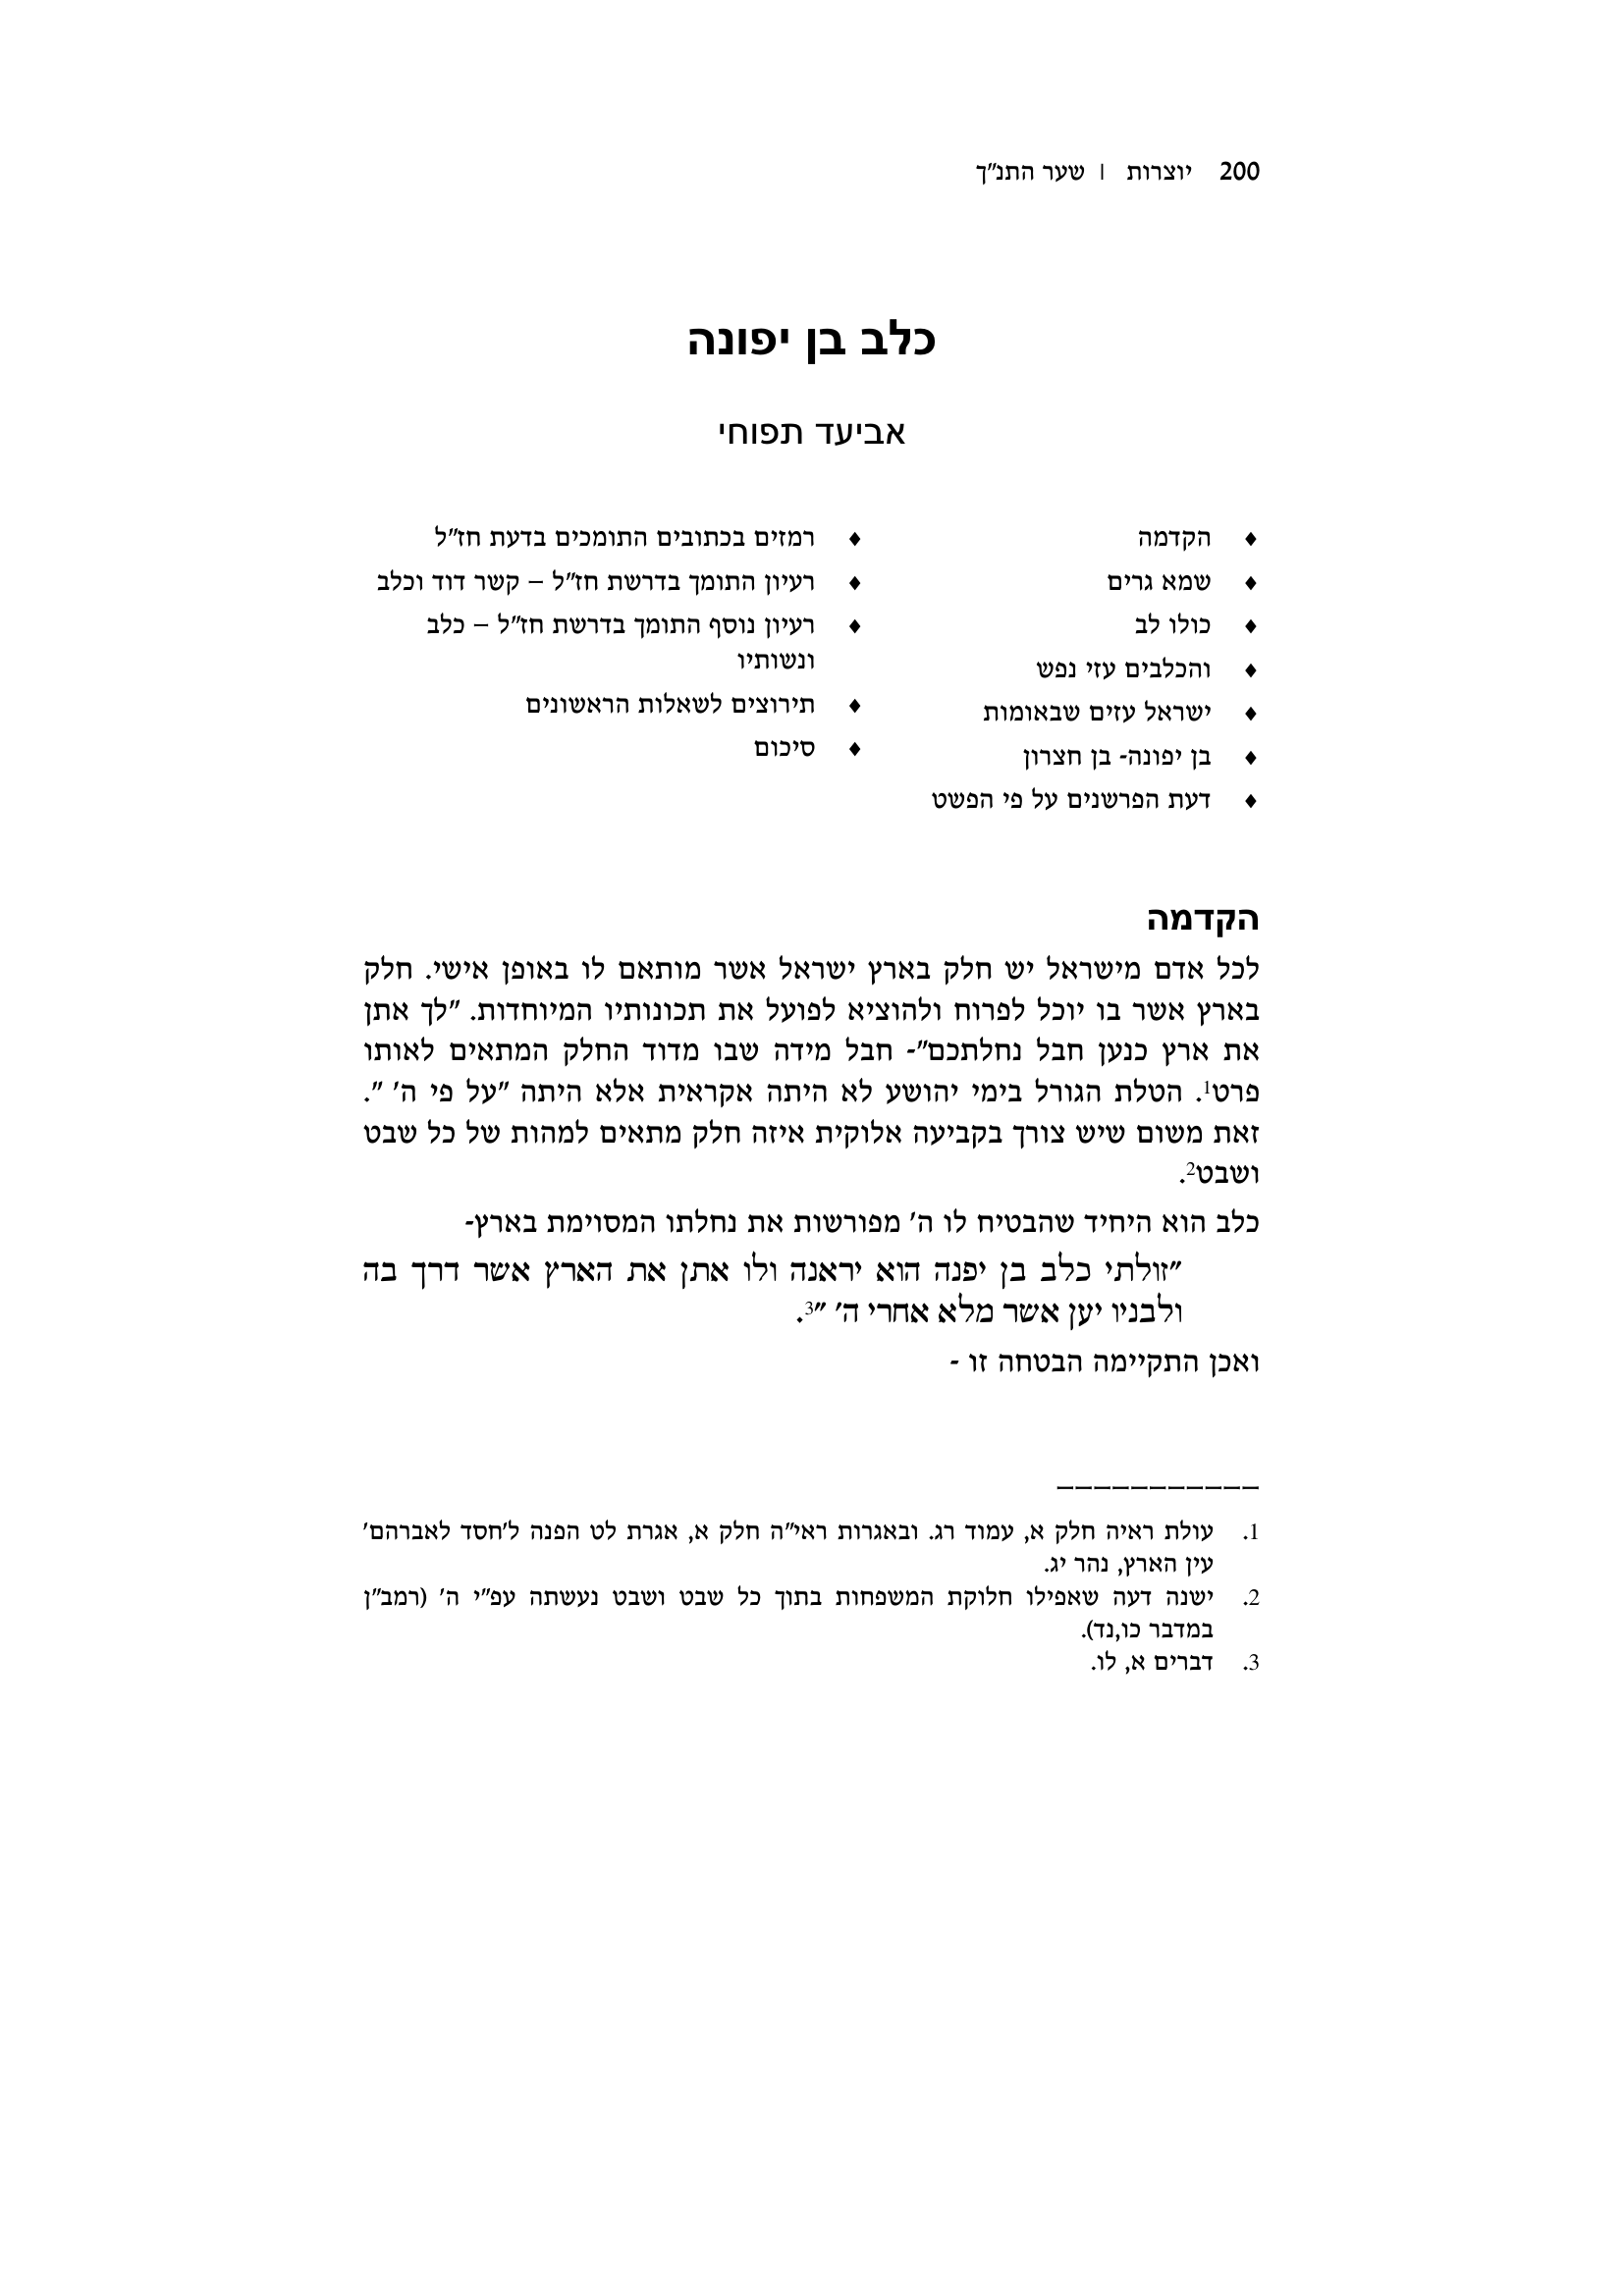 200 יוצרות | שער התנ"ך
כלב בן יפונה
אביעד תפוחי
♦ הקדמה
♦ שמא גרים
♦ כולו לב
♦ והכלבים עזי נפש
♦ ישראל עזים שבאומות
♦ בן יפונה- בן חצרון
♦ דעת הפרשנים על פי הפשט
♦ רמזים בכתובים התומכים בדעת חז"ל
♦ רעיון התומך בדרשת חז"ל – קשר דוד וכלב
♦ רעיון נוסף התומך בדרשת חז"ל – כלב
ונשותיו
♦ תירוצים לשאלות הראשונים
♦ סיכום
הקדמה
לכל אדם מישראל יש חלק בארץ ישראל אשר מותאם לו באופן אישי. חלק
בארץ אשר בו יוכל לפרוח ולהוציא לפועל את תכונותיו המיוחדות. "לך אתן
את ארץ כנען חבל נחלתכם"- חבל מידה שבו מדוד החלק המתאים לאותו
פרט1. הטלת הגורל בימי יהושע לא היתה אקראית אלא היתה "על פי ה' ".
זאת משום שיש צורך בקביעה אלוקית איזה חלק מתאים למהות של כל שבט
ושבט2.
כלב הוא היחיד שהבטיח לו ה' מפורשות את נחלתו המסוימת בארץ-
"זולתי כלב בן יפנה הוא יראנה ולו אתן את הארץ אשר דרך בה
ולבניו יען אשר מלא אחרי ה' "3.
ואכן התקיימה הבטחה זו -
1. עולת ראיה חלק א, עמוד רג. ובאגרות ראי"ה חלק א, אגרת לט הפנה ל'חסד לאברהם'
עין הארץ, נהר יג.
2. ישנה דעה שאפילו חלוקת המשפחות בתוך כל שבט ושבט נעשתה עפ"י ה' (רמב"ן
במדבר כו,נד).
3. דברים א, לו.